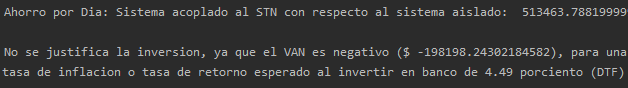 Ahorro por Dia: Sistema acoplado al STN con respecto al sistema aislado:  513463.788199999
No se justifica la inversion, ya que el VAN es negativo ($ -198198.24302184582), para una
tasa de inflacion o tasa de retorno esperado al invertir en banco de 4.49 porciento (DTF)